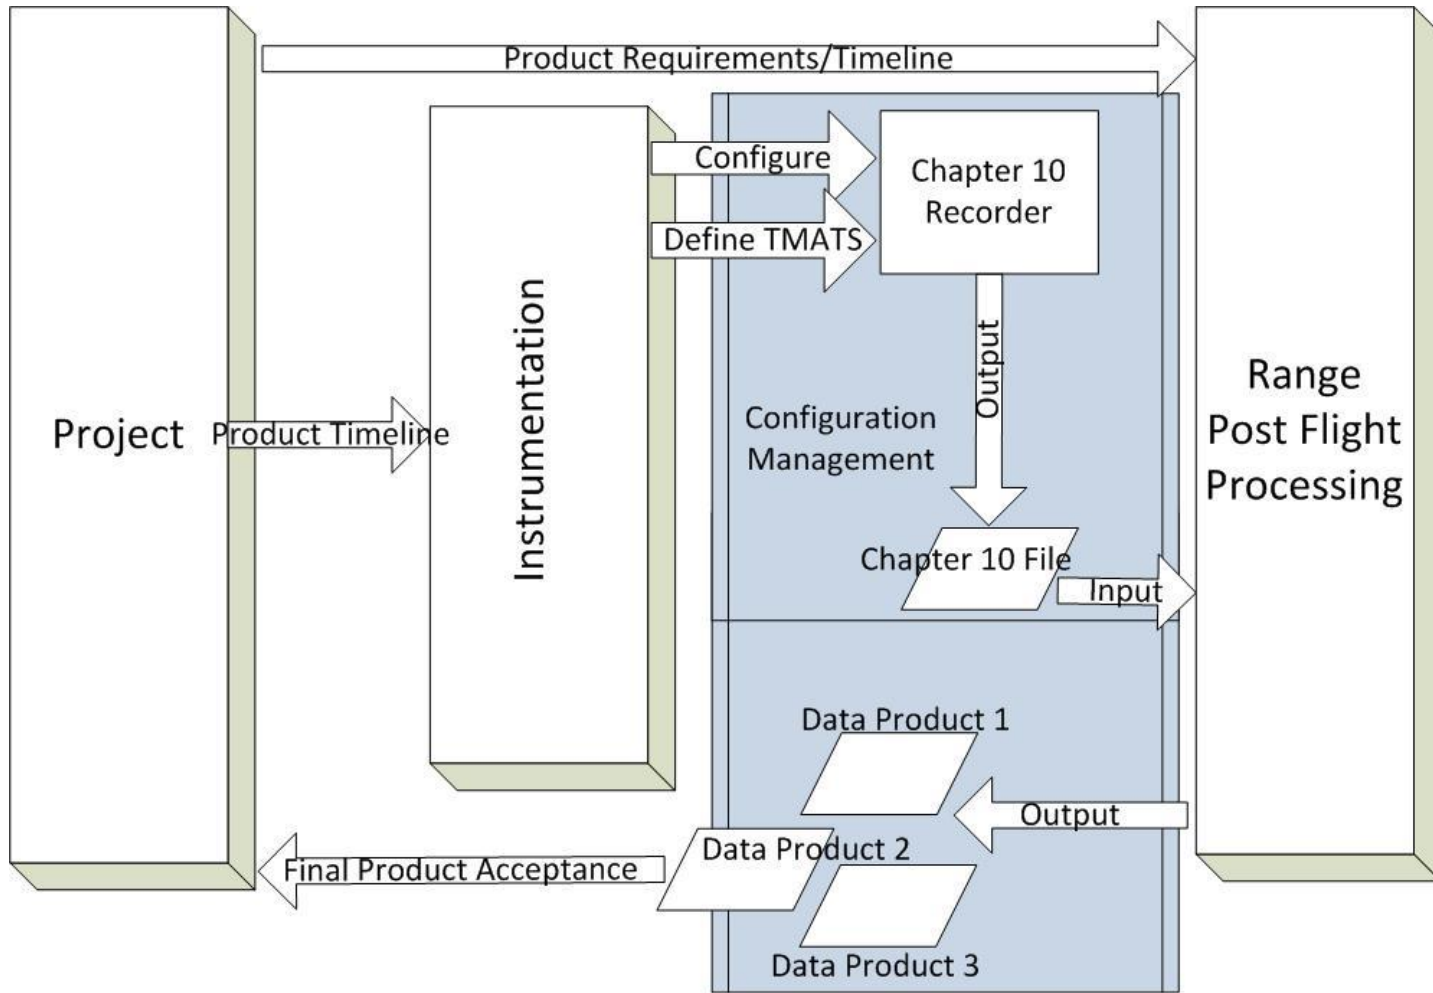 Product Requirements/Timeline
Configure
Define TMATS
Chapter 10
Recorder
Output
Project
Product Timeline
Instrumentation
Configuration
Management
Range
Post Flight
Processing
Chapter 10 File
Input
Data Product 1
Output
Data Product 2
Final Product Acceptance
Data Product 3